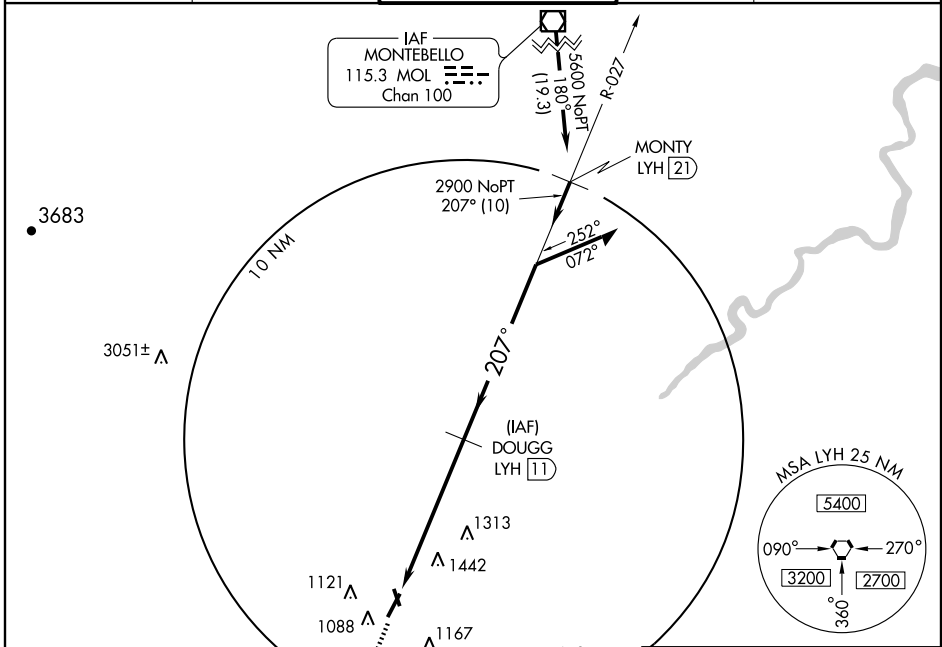 IAF
MONTEBELLO
115.3 MOL
Chan 100
5600 NoPT
180°
(19.3)
R-027
MONTY
LYH 21
2900 NoPT
207° (10)
3683
252°
072°
10 NM
3051±
207°
(IAF)
DOUGG
LYH 11
MSA LYH 25 NM
5400
1313
090°
270°
1442
3200
2700
1121
360°
1088
1167